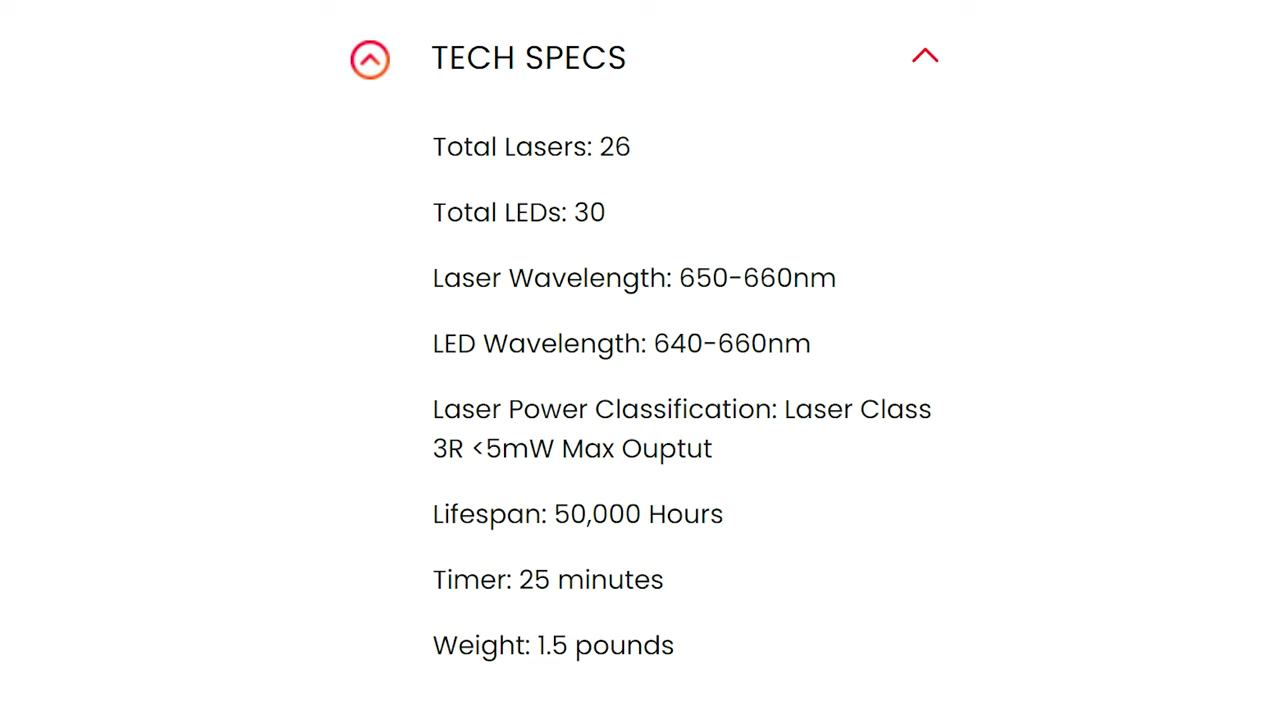 TECH SPECS
Total Lasers: 26
Total LEDs: 30
Laser Wavelength: 650-660nm
LED Wavelength: 640-660nm
Laser Power Classification: Laser Class
3R <5mW Max Ouptut
Lifespan: 50,000 Hours
Timer: 25 minutes
Weight: 1.5 pounds